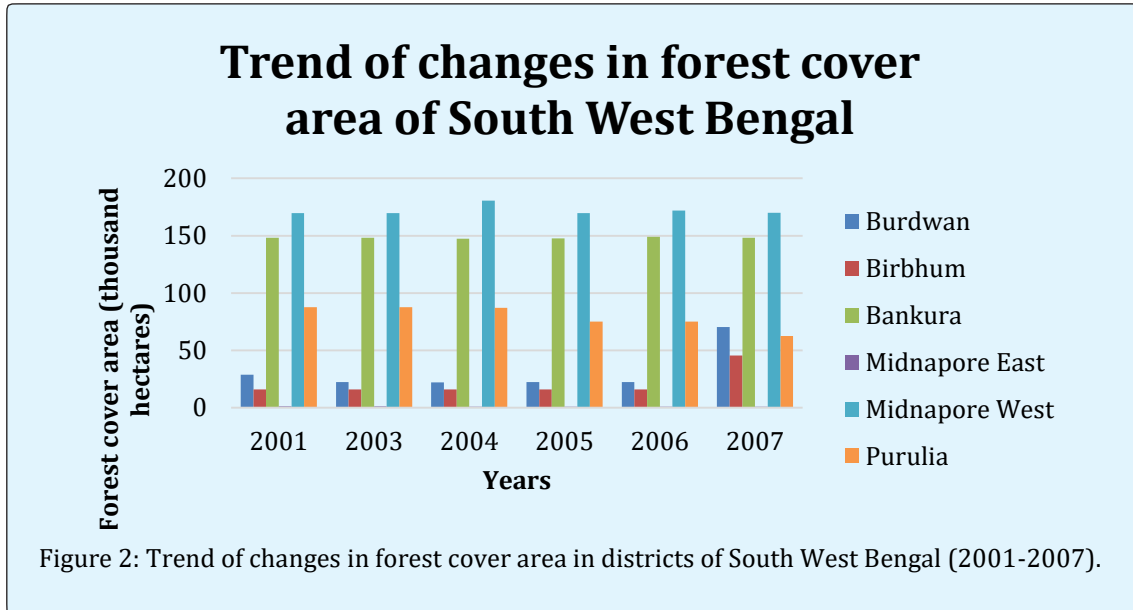 Trend of changes in forest cover
area of South West Bengal
Forest cover area (thousand
hectares)
200
150
100
50
0
2001 2003 2004 2005 2006 2007
Years
Burdwan
Birbhum
Bankura
Midnapore East
Midnapore West
Purulia
Figure 2: Trend of changes in forest cover area in districts of South West Bengal (2001-2007).